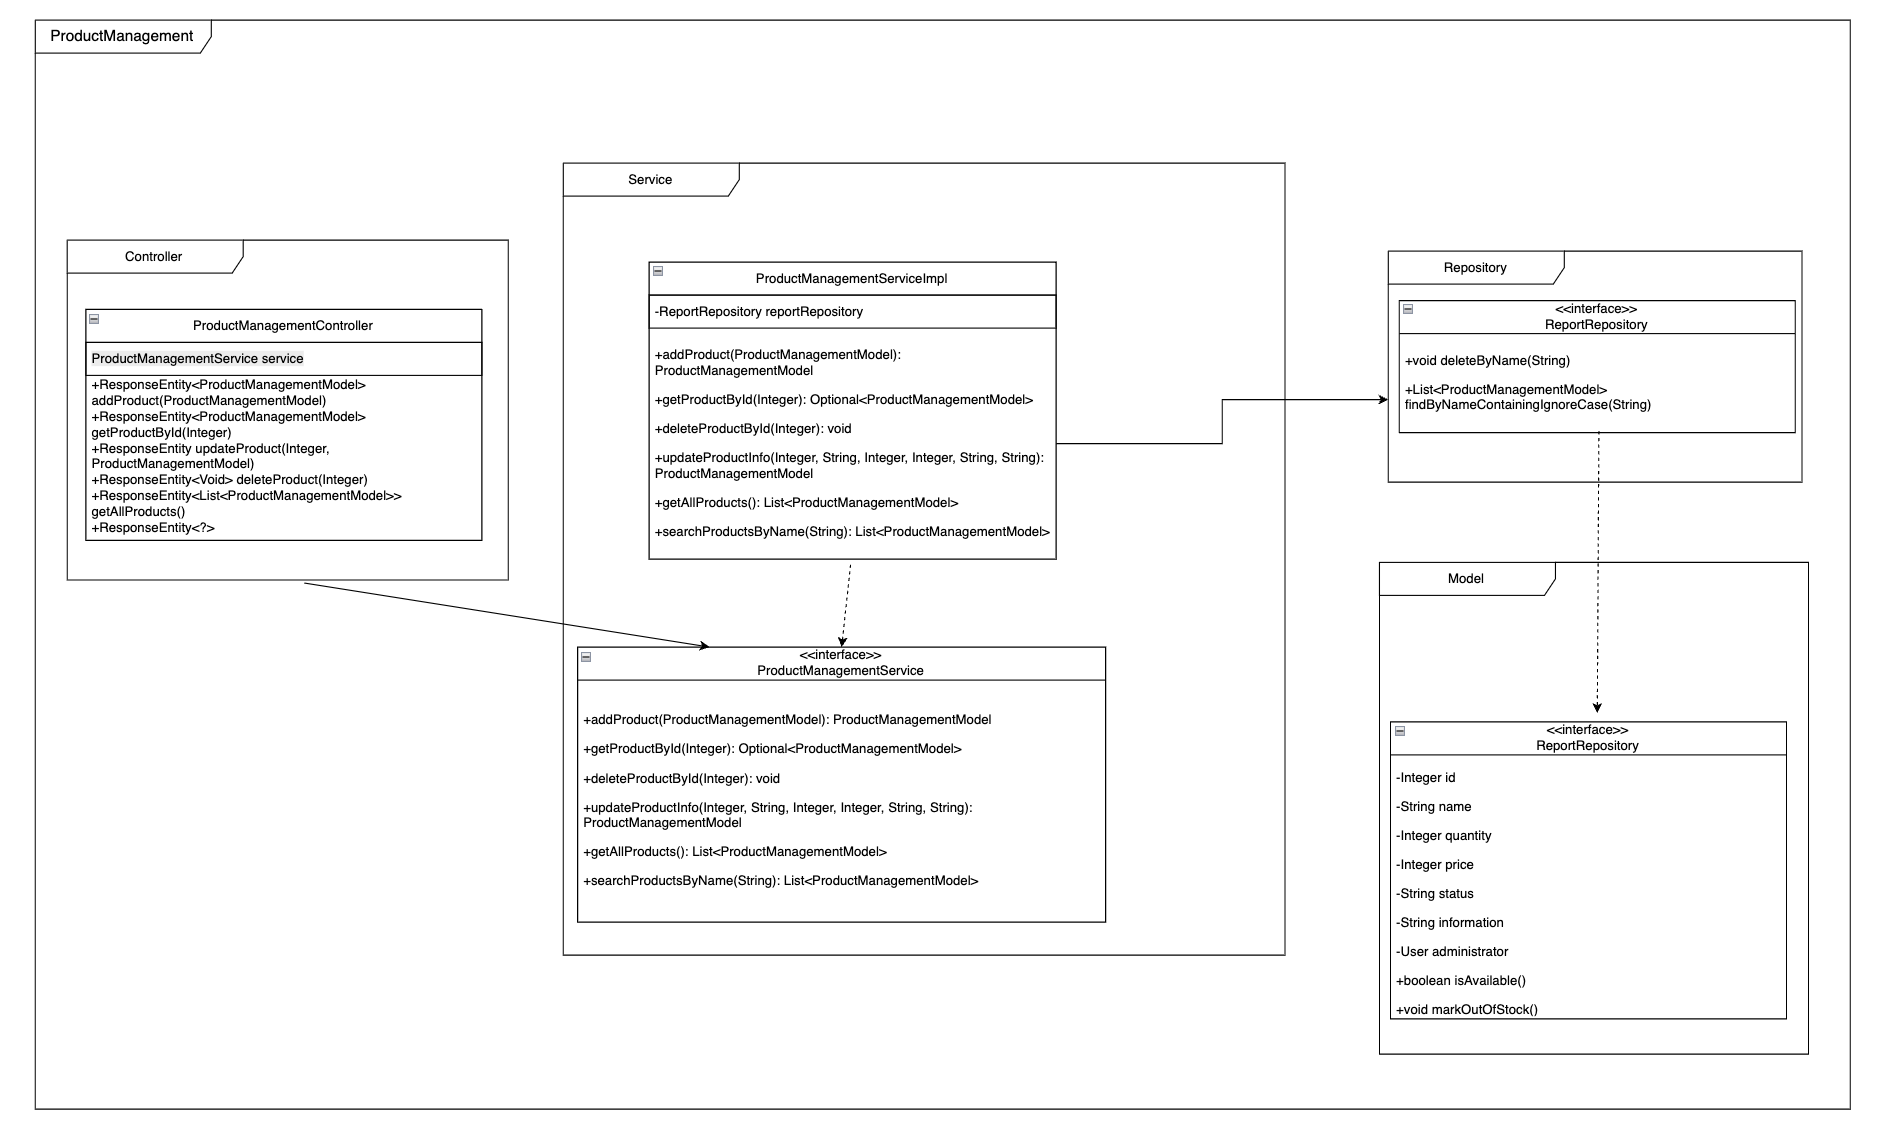 ProductManagement
Controller
ProductManagementController
ProductManagementService service
+ResponseEntity<ProductManagementModel>
addProduct(ProductManagementModel)
+ResponseEntity<ProductManagementModel>
getProductById(Integer)
+ResponseEntity updateProduct(Integer,
ProductManagementModel)
+ResponseEntity<Void> deleteProduct(Integer)
+ResponseEntity<List<ProductManagementModel>>
getAllProducts()
+ResponseEntity<?>
Service
ProductManagementServiceImpl
-ReportRepository reportRepository
+addProduct(ProductManagementModel):
ProductManagementModel
+getProductById(Integer): Optional<ProductManagementModel>
+deleteProductById(Integer): void
+updateProductInfo(Integer, String, Integer, Integer, String, String):
ProductManagementModel
+getAllProducts(): List<ProductManagementModel>
+searchProductsByName(String): List<ProductManagementModel>
<<interface>>
ProductManagementService
+addProduct(ProductManagementModel): ProductManagementModel
+getProductById(Integer): Optional<ProductManagementModel>
+deleteProductById(Integer): void
+updateProductInfo(Integer, String, Integer, Integer, String, String):
ProductManagementModel
+getAllProducts(): List<ProductManagementModel>
+searchProductsByName(String): List<ProductManagementModel>
Repository
<<interface>>
ReportRepository
+void deleteByName(String)
+List<ProductManagementModel>
findByNameContainingIgnoreCase(String)
Model
<<interface>>
ReportRepository
-Integer id
-String name
-Integer quantity
-Integer price
-String status
-String information
-User administrator
+boolean isAvailable()
+void markOutOfStock()